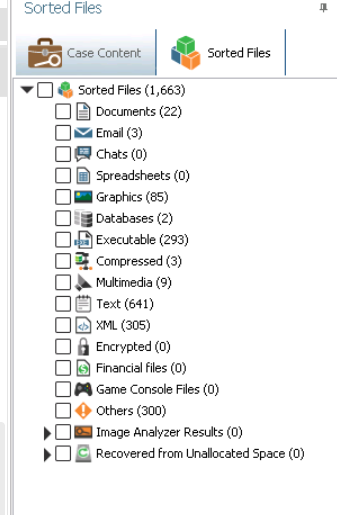 Sorted Files
Case Content
Sorted Files
Sorted Files (1,663)
Documents (22)
Email (3)
Chats (0)
Spreadsheets (0)
Graphics (85)
Databases (2)
Executable (293)
Compressed (3)
Multimedia (9)
Text (641)
XML (305)
Encrypted (0)
Financial files (0)
Game Console Files (0)
Others (300)
Image Analyzer Results (0)
Recovered from Unallocated Space (0)